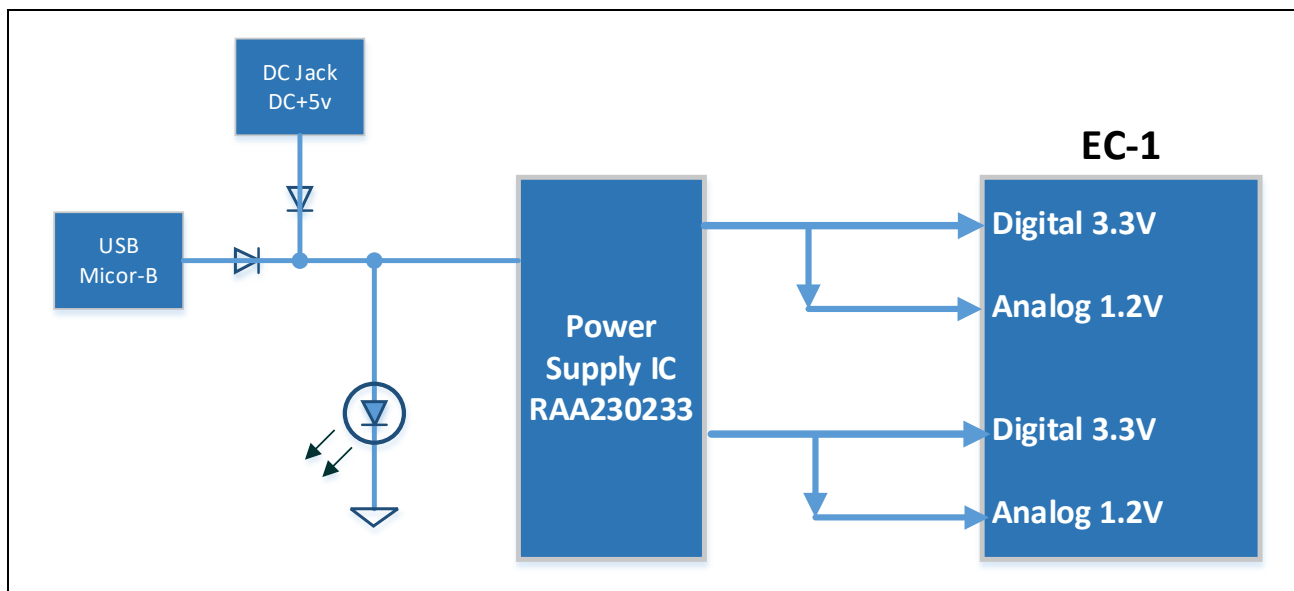 DC Jack
DC+5v
EC-1
USB
Micor-B
Power
Supply IC
RAA230233
Digital 3.3V
Analog 1.2V
Digital 3.3V
Analog 1.2V